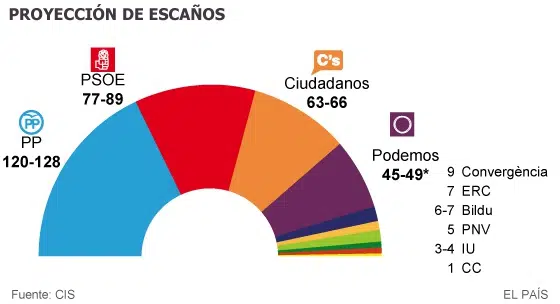 PROYECCIÓN DE ESCAÑOS
PSOE
77-89
C's
Ciudadanos
63-66
PP
PP
120-128
Podemos
45-49*
9 Convergència
7 ERC
6-7 Bildu
5 PNV
3-4 IU
1 CC
Fuente: CIS
EL PAÍS